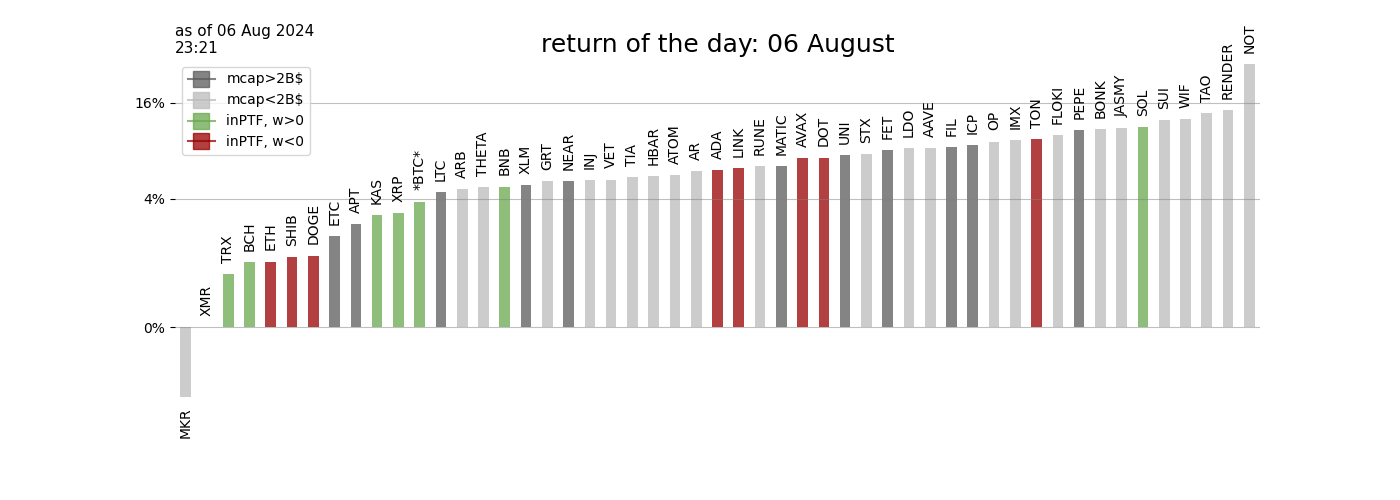 as of 06 Aug 2024
23:21
return of the day: 06 August
mcap>2B$
mcap<2B$
inPTF, w>0
inPTF, w<0
16%
4%
0%
MKR
XMR
TRX
BCH
ETH
SHIB
DOGE
ETC
APT
KAS
XRP
*BTC*
LTC
ARB
THETA
BNB
XLM
GRT
NEAR
INJ
VET
TIA
HBAR
ATOM
AR
ADA
LINK
RUNE
MATIC
AVAX
DOT
UNI
STX
FET
LDO
AAVE
FIL
ICP
OP
IMX
TON
FLOKI
PEPE
BONK
JASMY
SOL
SUI
WIF
TAO
RENDER
NOT